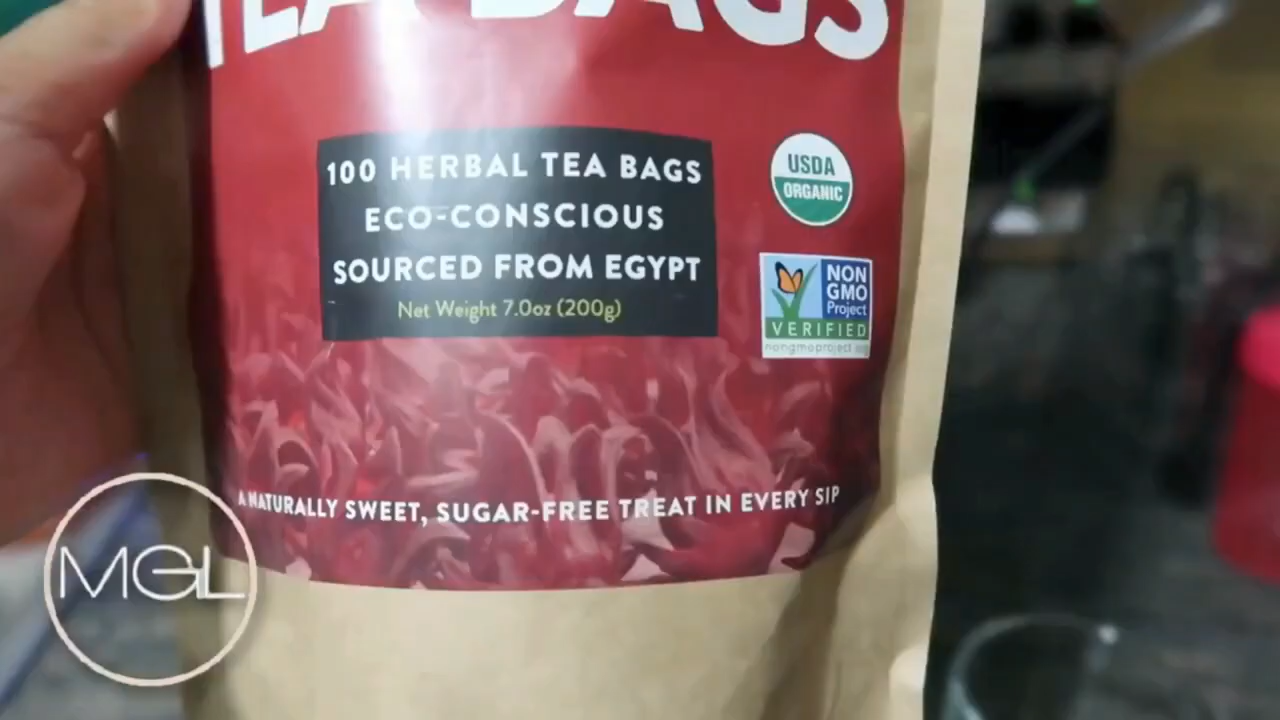 TEA BAGS
100 HERBAL TEA BAGS
ECO-CONSCIOUS
SOURCED FROM EGYPT
Net Weight 7.0oz (200g)
USDA
ORGANIC
NON
GMO
Project
VERIFIED
nongmoproject.org
A NATURALLY SWEET, SUGAR-FREE TREAT IN EVERY SIP
MGL